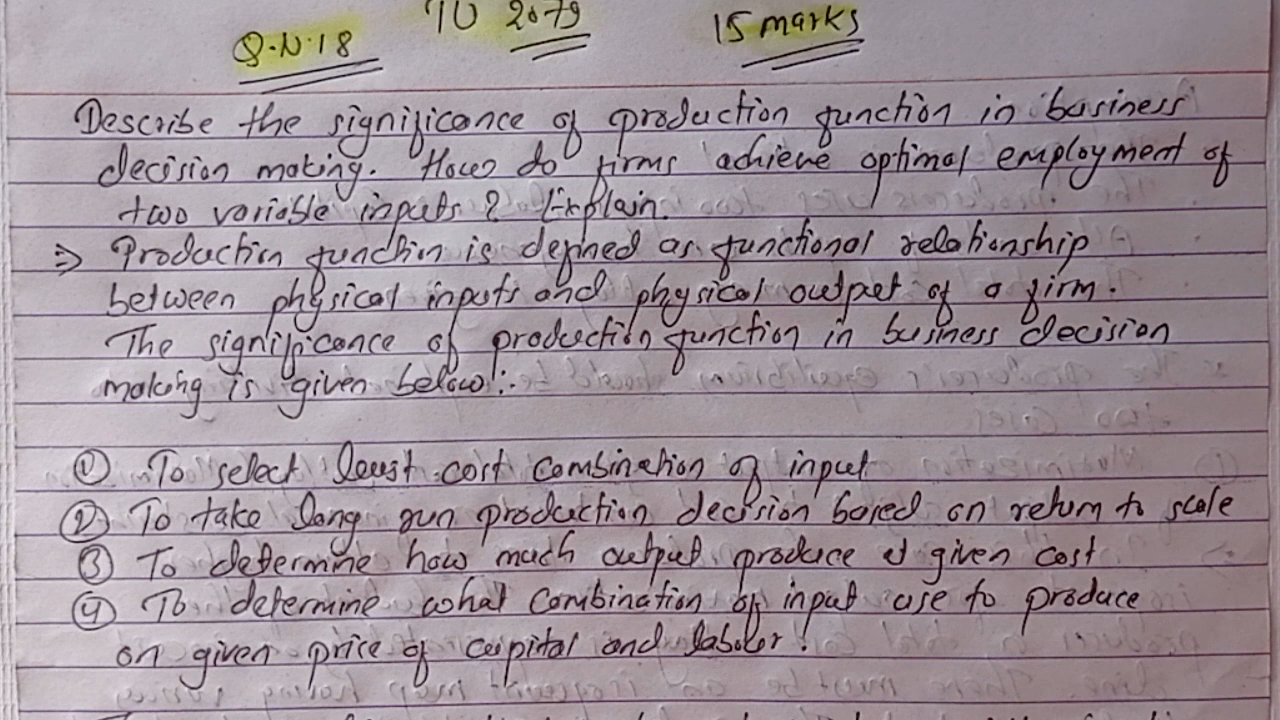 Q.N.18 TU 2079 15 marks
Describe the significance of production function in business
decision making. How do firms achieve optimal employment of
two variable inputs? Explain.
⇒ Production function is defined as functional relationship
between physical inputs and physical output of a firm.
The significance of production function in business decision
making is given below:-
① To select least cost combination of input
② To take long run production decision based on return to scale
③ To determine how much output produce at given cost
④ To determine what combination of input use to produce
on given price of capital and labour.